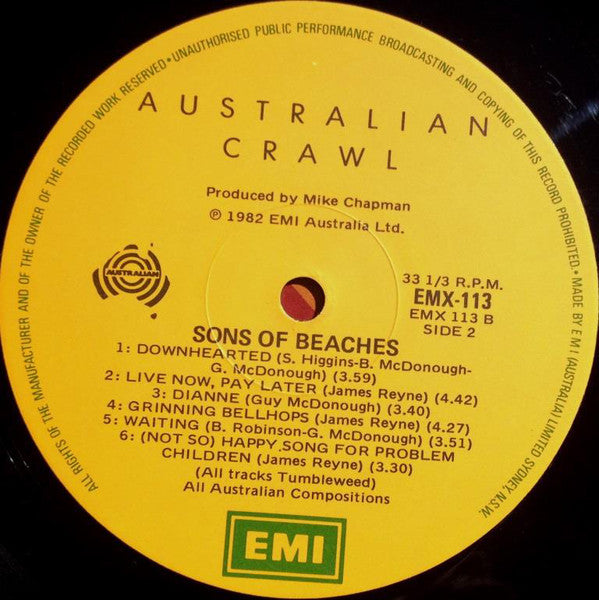 ALL RIGHTS OF THE MANUFACTURER AND OF THE OWNER OF THE RECORDED WORK RESERVED • UNAUTHORISED PUBLIC PERFORMANCE BROADCASTING AND COPYING OF THIS RECORD PROHIBITED. • MADE BY E M I (AUSTRALIA) LIMITED SYDNEY, N.S.W.
AUSTRALIAN
CRAWL
Produced by Mike Chapman
℗ 1982 EMI Australia Ltd.
AUSTRALIAN
33 1/3 R.P.M.
EMX-113
EMX 113 B
SIDE 2
SONS OF BEACHES
1: DOWNHEARTED (S. Higgins-B. McDonough-
G. McDonough) (3.59)
2: LIVE NOW, PAY LATER (James Reyne) (4.42)
3: DIANNE (Guy McDonough) (3.40)
4: GRINNING BELLHOPS (James Reyne) (4.27)
5: WAITING (B. Robinson-G. McDonough) (3.51)
6: (NOT SO) HAPPY SONG FOR PROBLEM
CHILDREN (James Reyne) (3.30)
(All tracks Tumbleweed)
All Australian Compositions
EMI